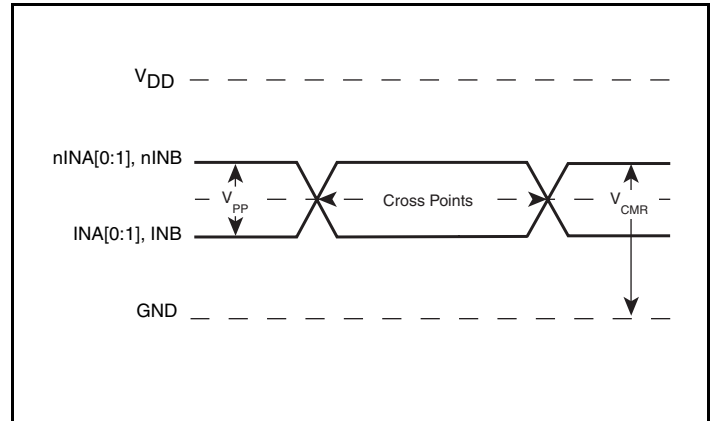 VDD
nINA[0:1], nINB
VPP
Cross Points
VCMR
INA[0:1], INB
GND